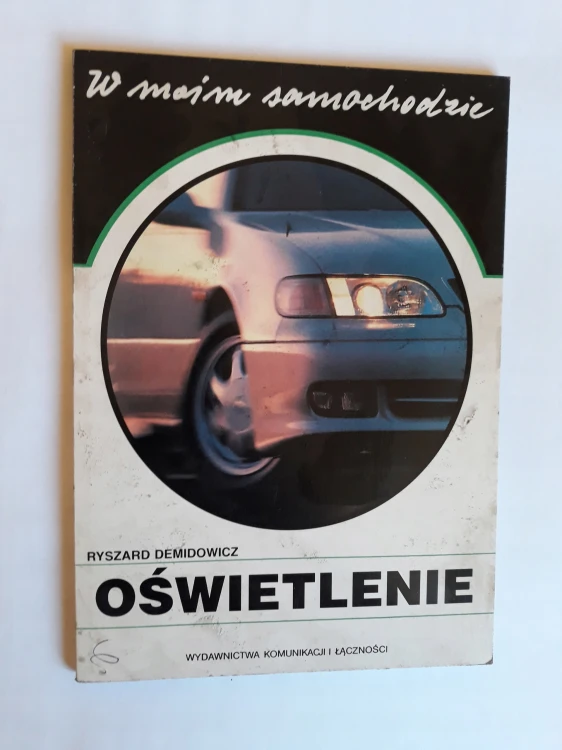 W moim samochodzie
RYSZARD DEMIDOWICZ
OŚWIETLENIE
WYDAWNICTWA KOMUNIKACJI I ŁĄCZNOŚCI